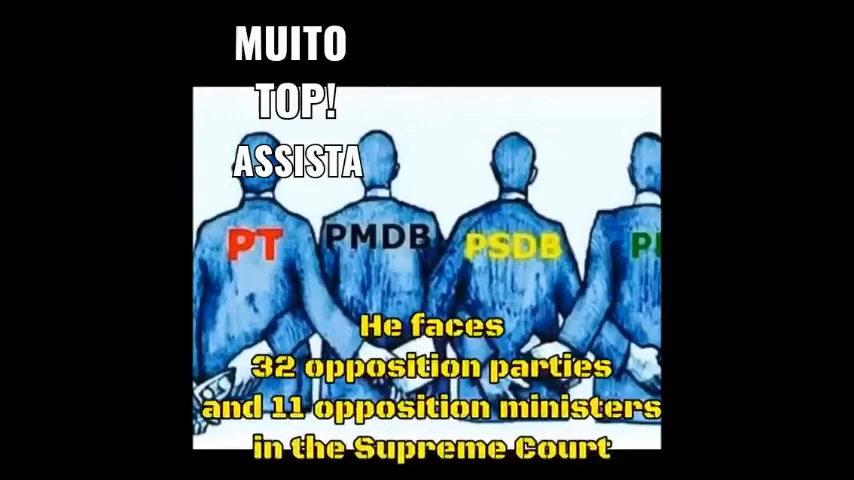 MUITO
TOP!
ASSISTA
PT PMDB PSDB
He faces
32 opposition parties
and 11 opposition ministers
in the Supreme Court